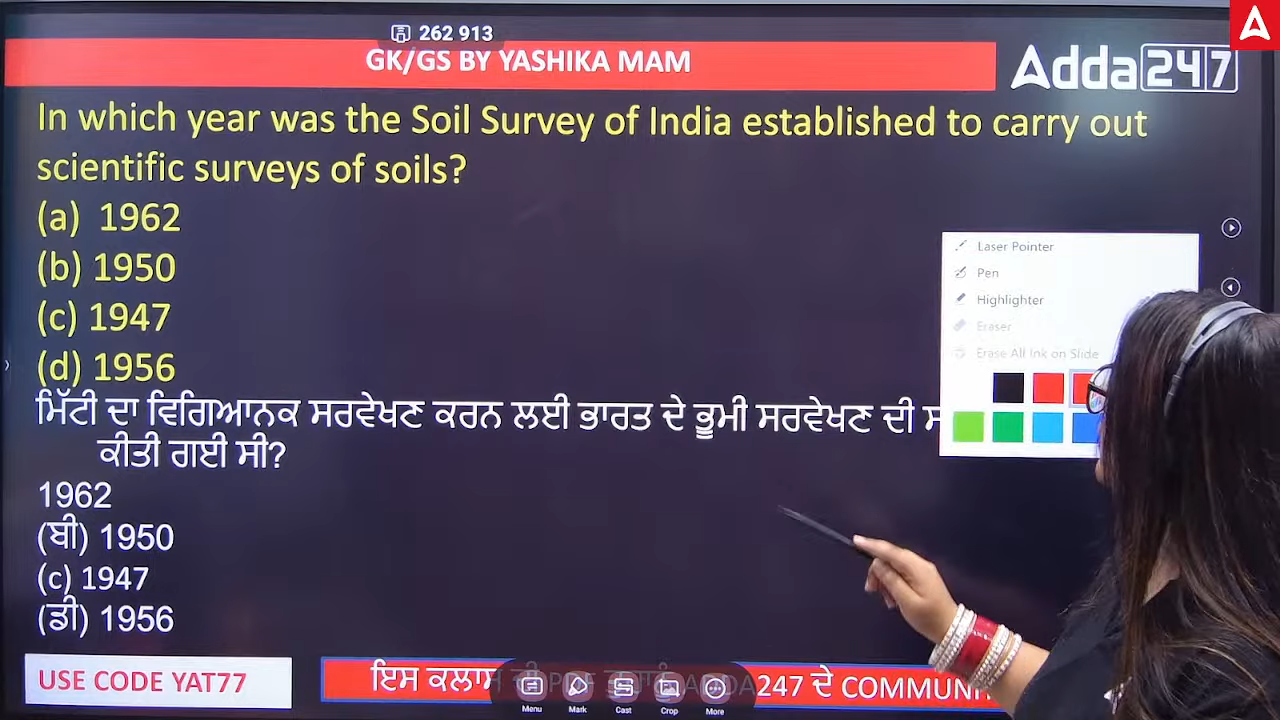 262 913
GK/GS BY YASHIKA MAM
Adda247
In which year was the Soil Survey of India established to carry out
scientific surveys of soils?
(a) 1962
(b) 1950
(c) 1947
(d) 1956
Laser Pointer
Pen
Highlighter
Eraser
Erase All Ink on Slide
ਮਿੱਟੀ ਦਾ ਵਿਗਿਆਨਕ ਸਰਵੇਖਣ ਕਰਨ ਲਈ ਭਾਰਤ ਦੇ ਭੂਮੀ ਸਰਵੇਖਣ ਦੀ
ਕੀਤੀ ਗਈ ਸੀ?
1962
(ਬੀ) 1950
(c) 1947
(ਡੀ) 1956
USE CODE YAT77
ਇਸ ਕਲਾਸ ADDA 247 ਦੇ
Menu Mark Cast Crop More